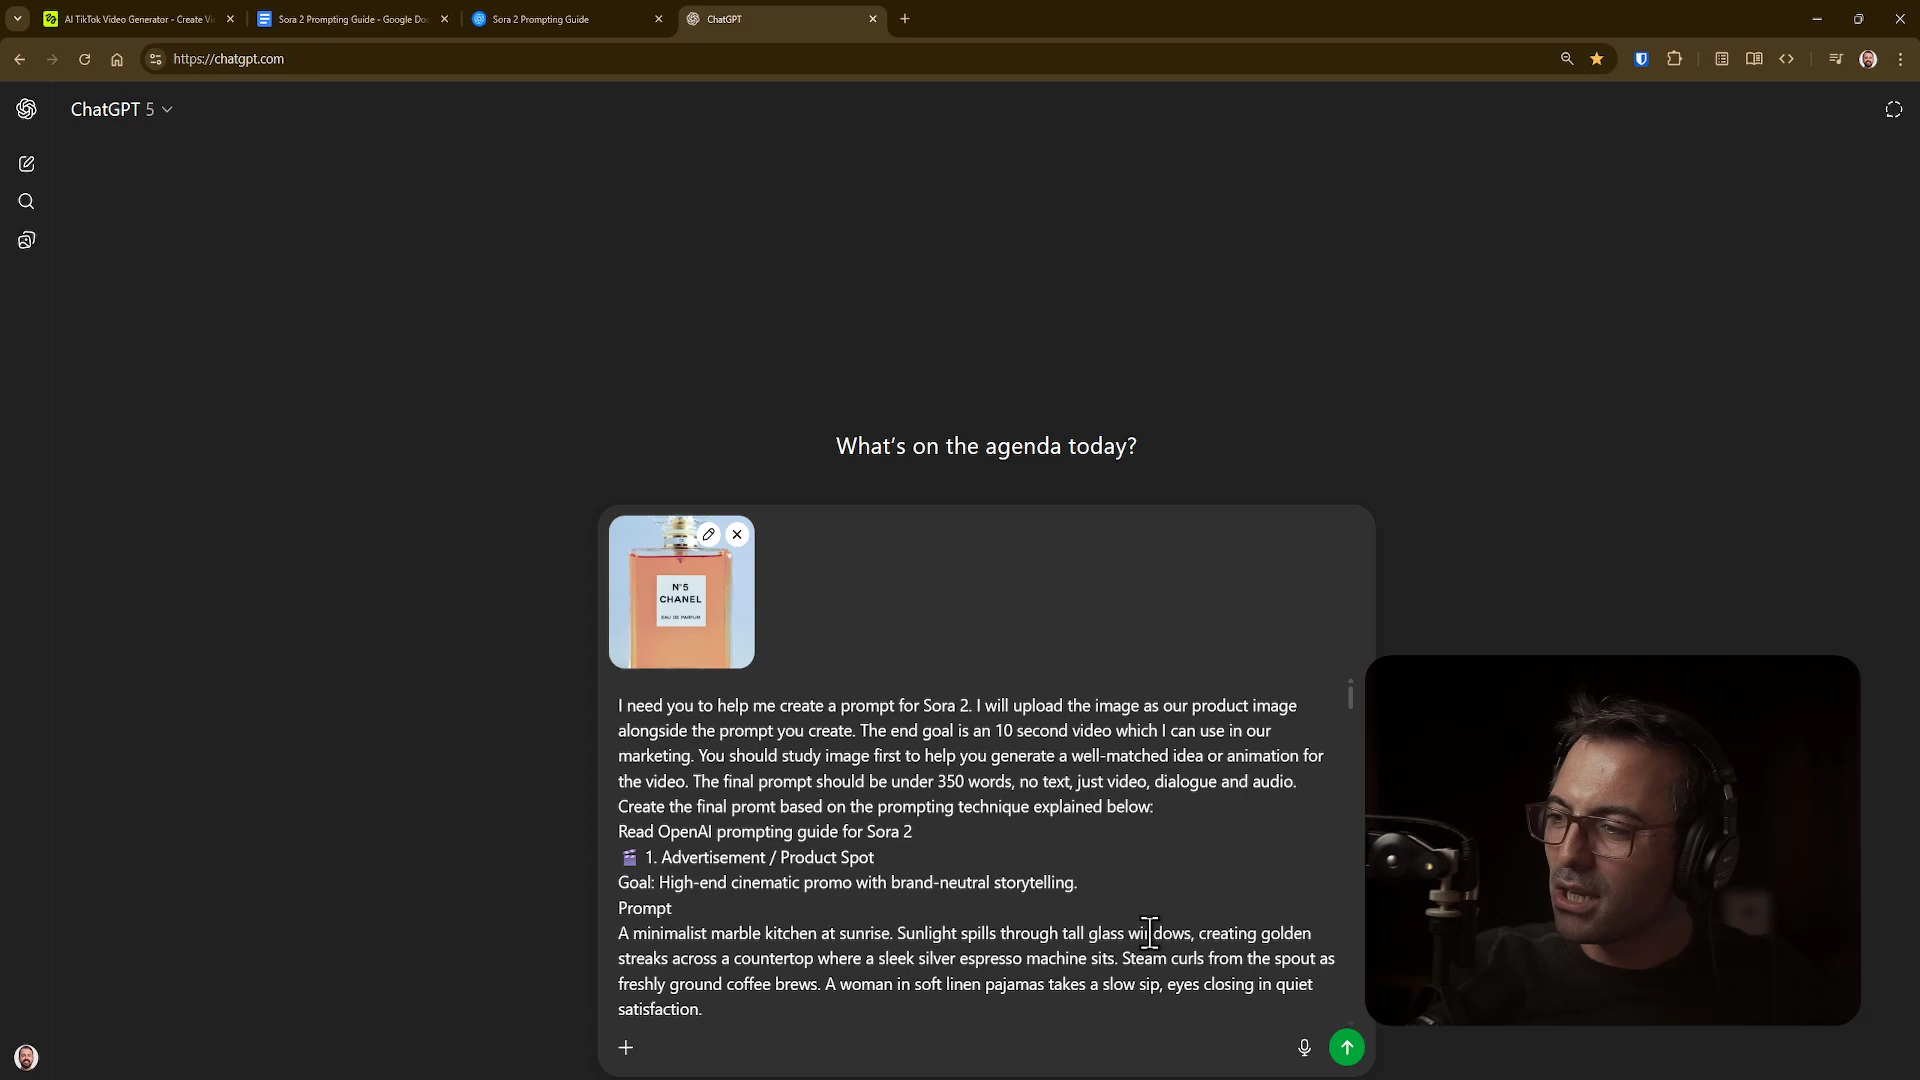 AI TikTok Video Generator - Create Vi
Sora 2 Prompting Guide - Google Do
Sora 2 Prompting Guide
ChatGPT
https://chatgpt.com
ChatGPT 5
What's on the agenda today?
N°5
CHANEL
EAU DE PARFUM
I need you to help me create a prompt for Sora 2. I will upload the image as our product image
alongside the prompt you create. The end goal is an 10 second video which I can use in our
marketing. You should study image first to help you generate a well-matched idea or animation for
the video. The final prompt should be under 350 words, no text, just video, dialogue and audio.
Create the final promt based on the prompting technique explained below:
Read OpenAI prompting guide for Sora 2
🎬 1. Advertisement / Product Spot
Goal: High-end cinematic promo with brand-neutral storytelling.
Prompt
A minimalist marble kitchen at sunrise. Sunlight spills through tall glass windows, creating golden
streaks across a countertop where a sleek silver espresso machine sits. Steam curls from the spout as
freshly ground coffee brews. A woman in soft linen pajamas takes a slow sip, eyes closing in quiet
satisfaction.